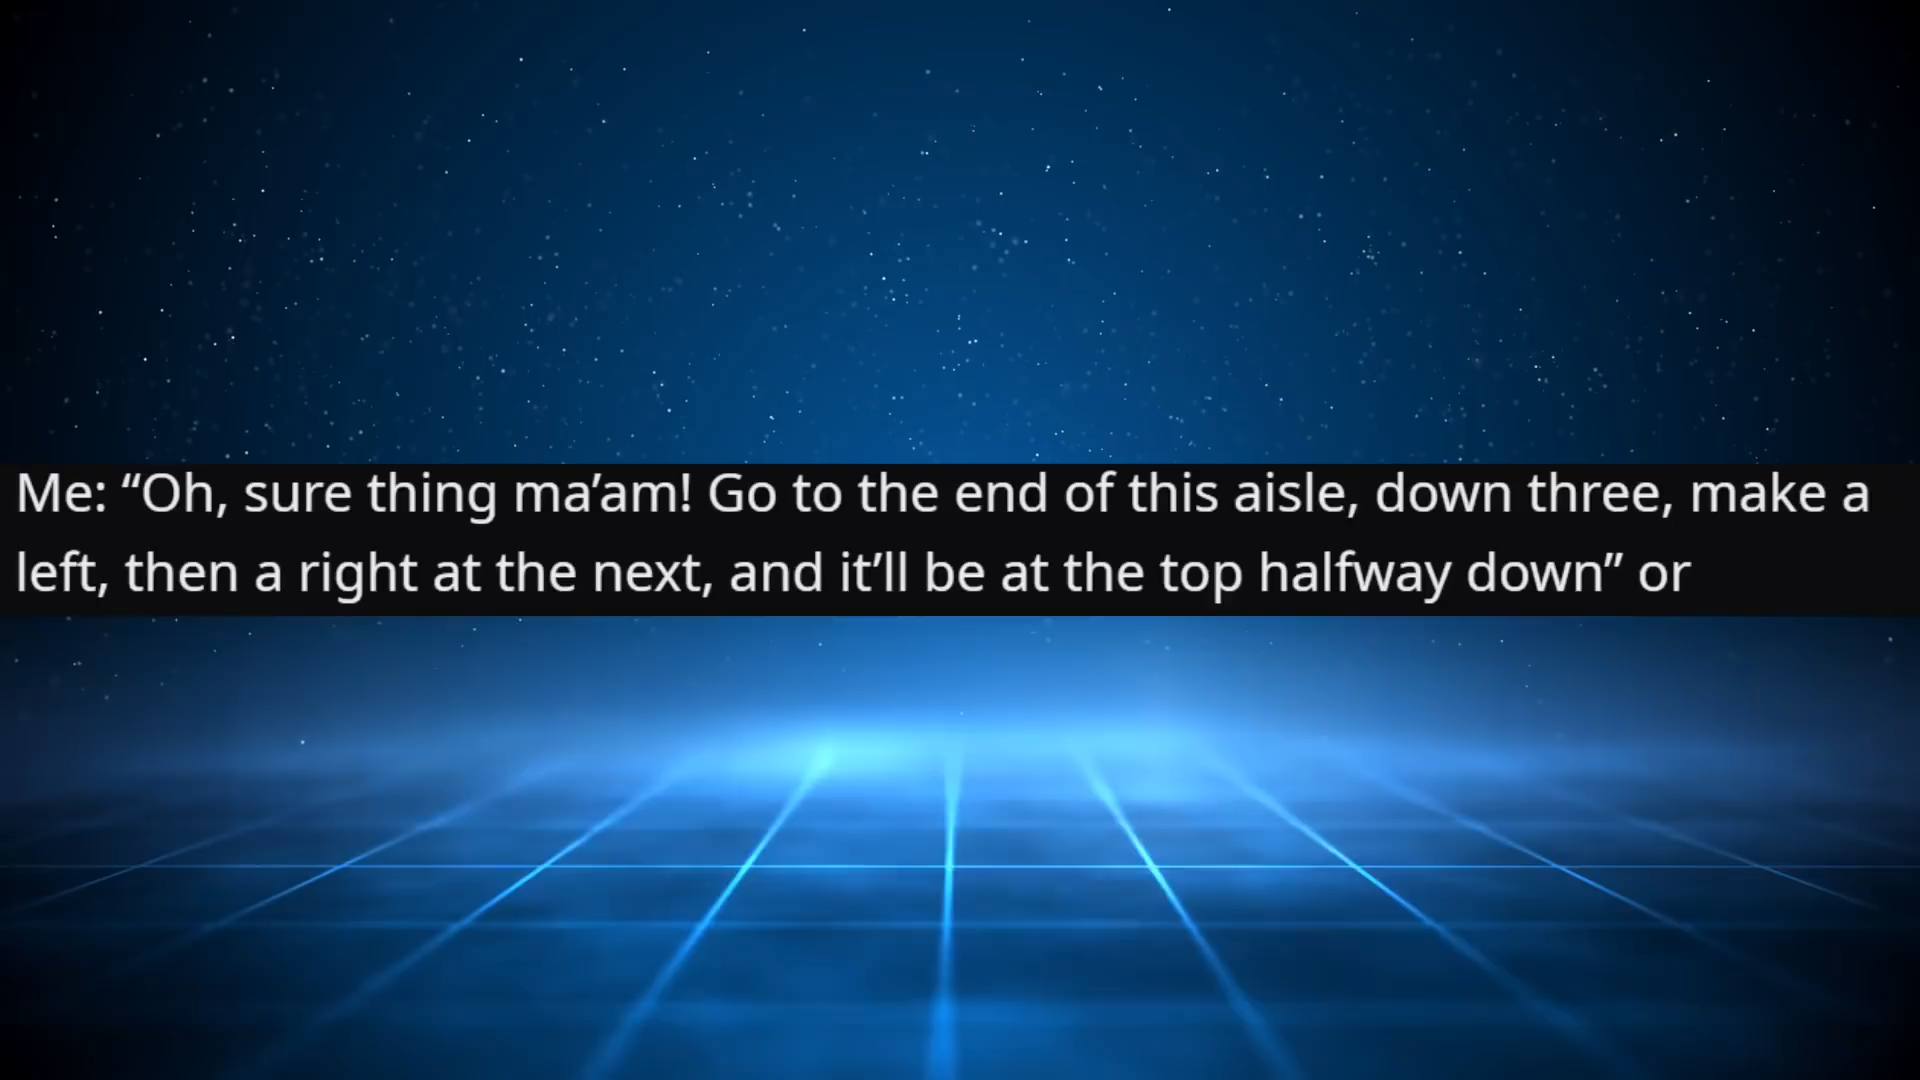 Me: “Oh, sure thing ma’am! Go to the end of this aisle, down three, make a
left, then a right at the next, and it’ll be at the top halfway down” or